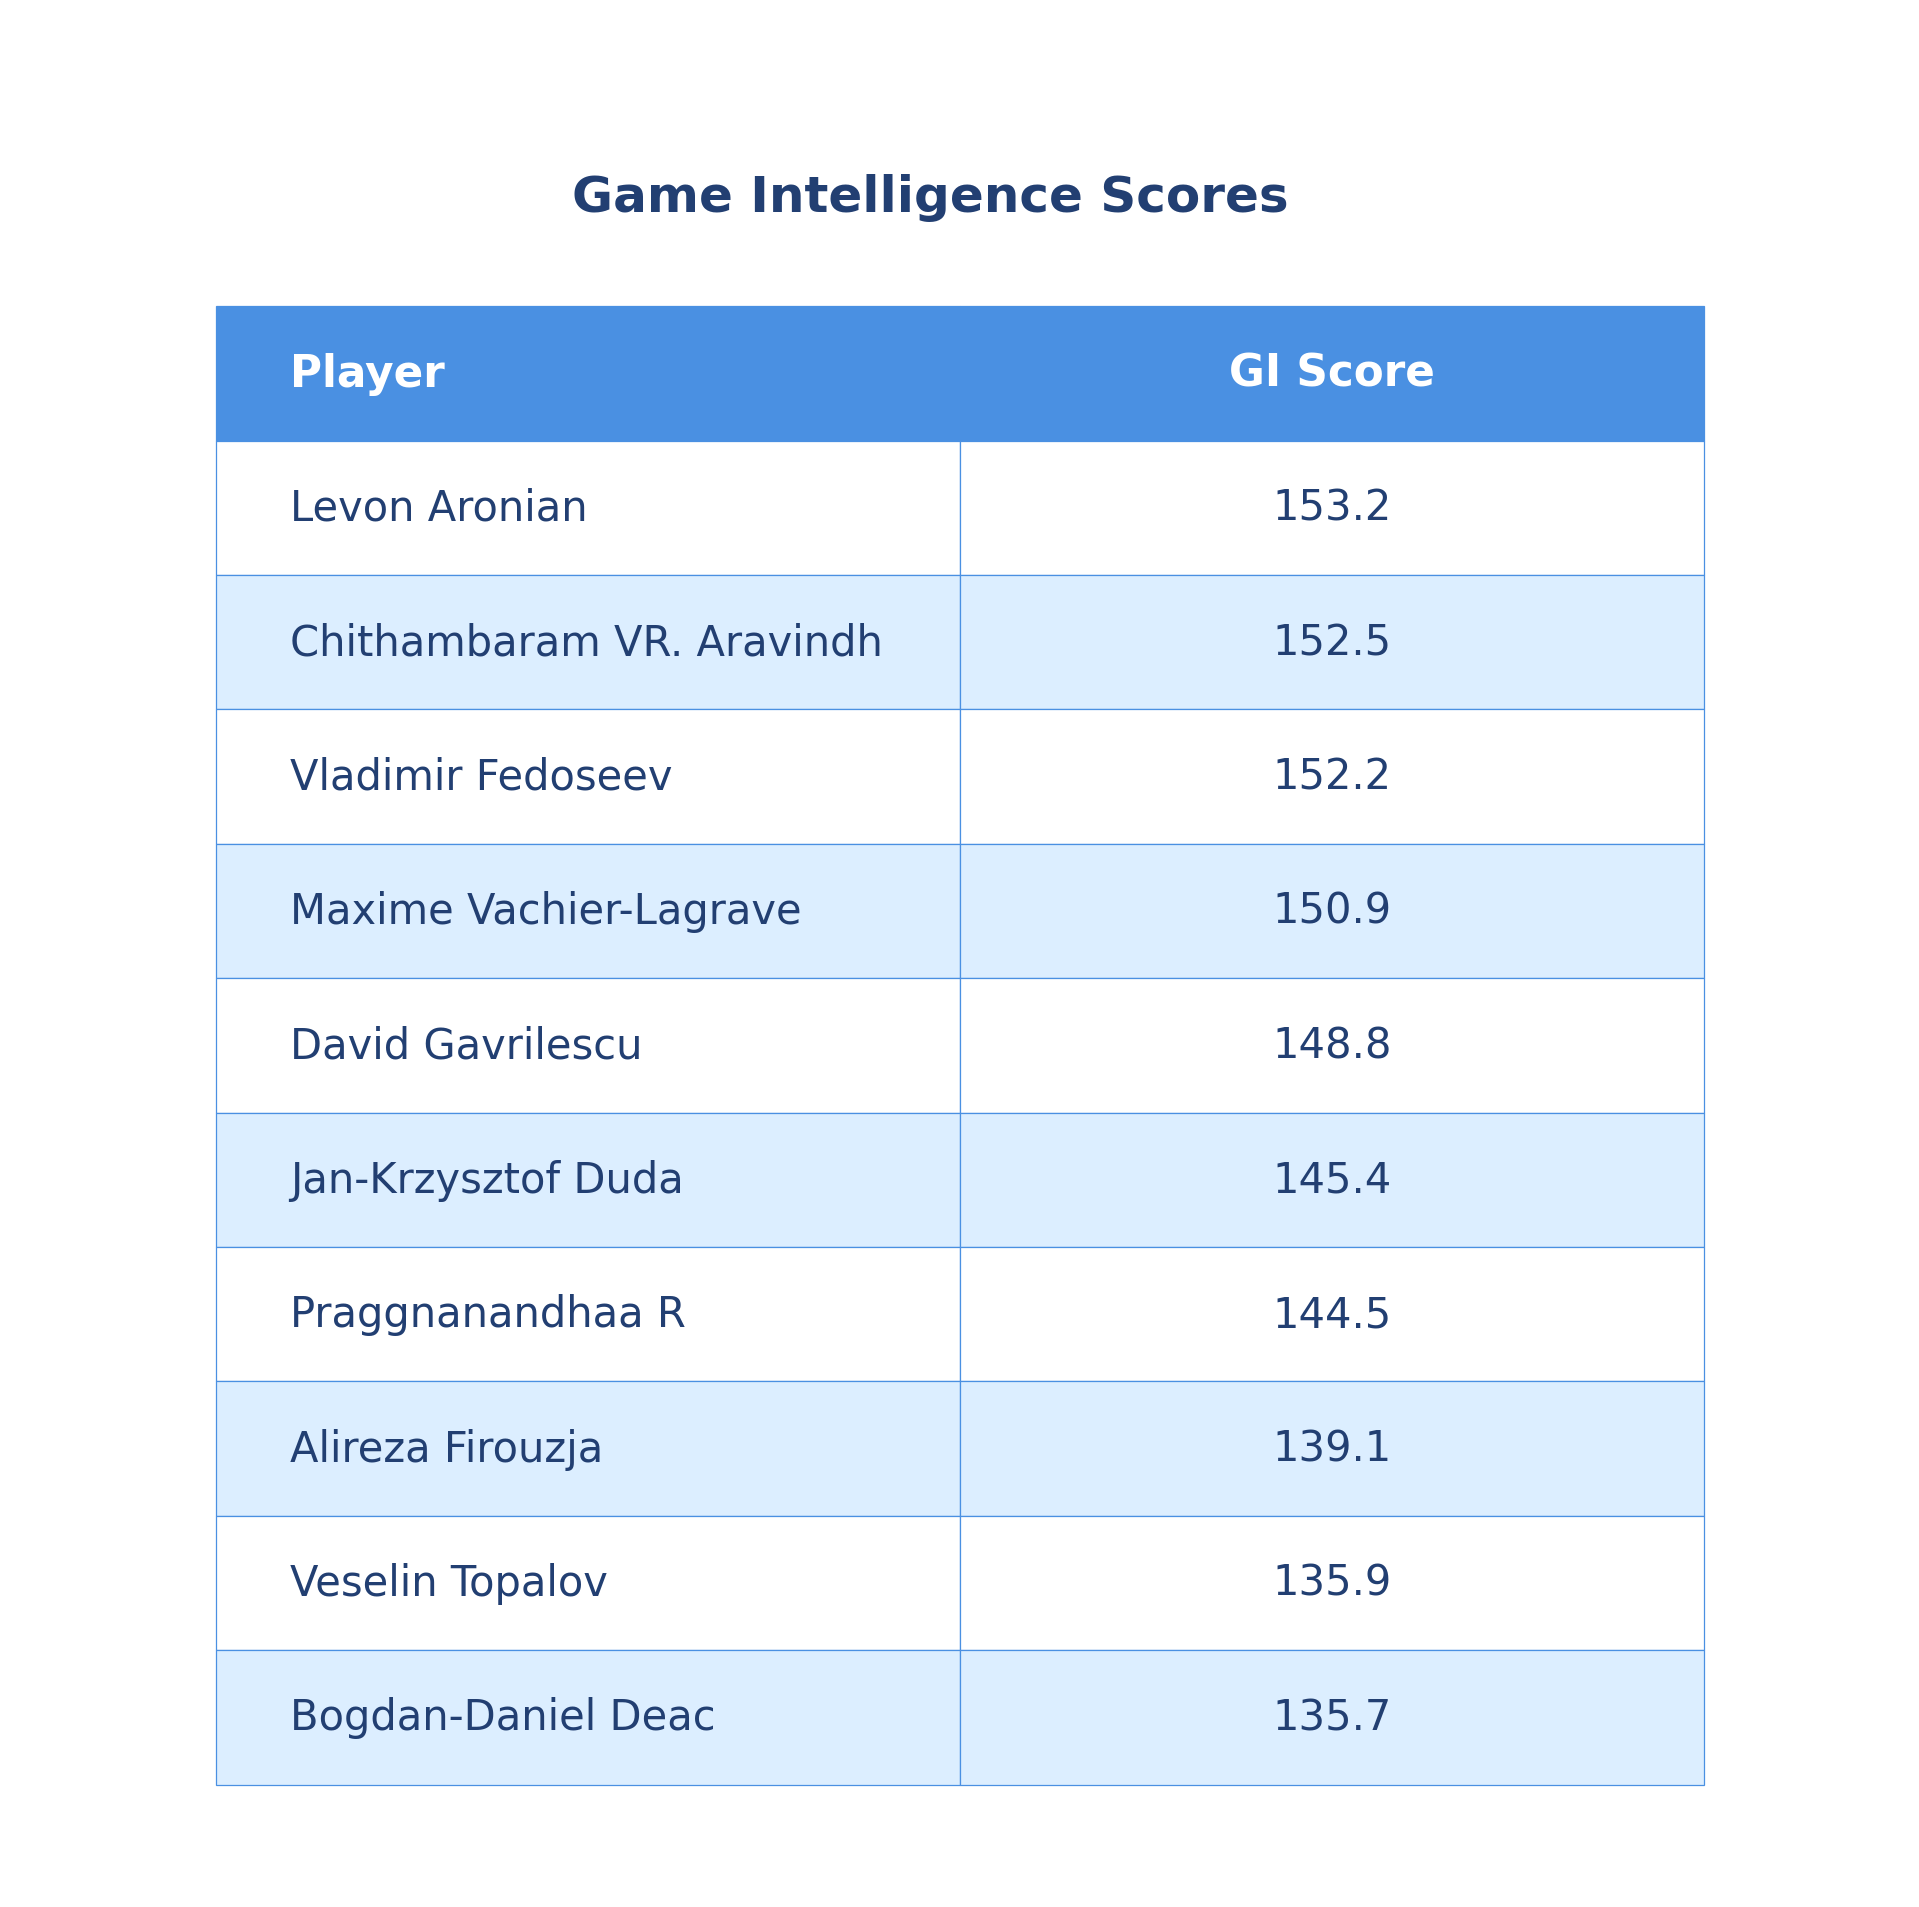 Game Intelligence Scores
Player GI Score
Levon Aronian 153.2
Chithambaram VR. Aravindh 152.5
Vladimir Fedoseev 152.2
Maxime Vachier-Lagrave 150.9
David Gavrilescu 148.8
Jan-Krzysztof Duda 145.4
Praggnanandhaa R 144.5
Alireza Firouzja 139.1
Veselin Topalov 135.9
Bogdan-Daniel Deac 135.7